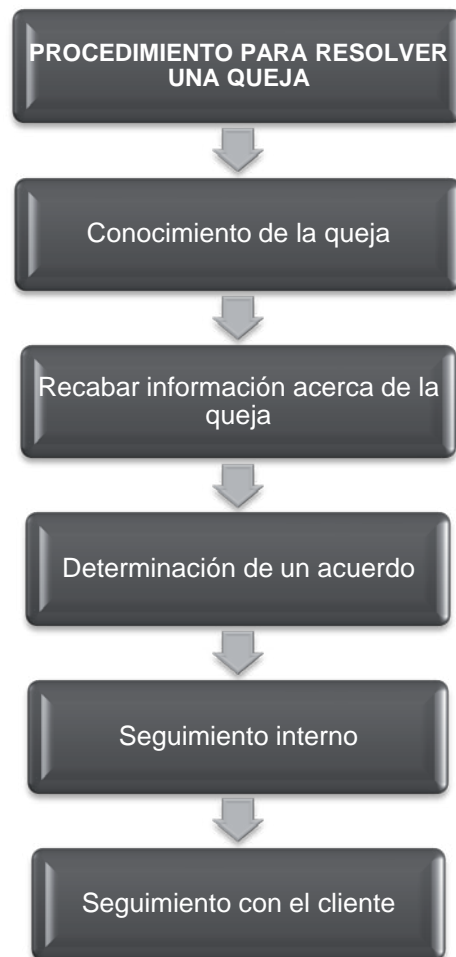 PROCEDIMIENTO PARA RESOLVER
UNA QUEJA
Conocimiento de la queja
Recabar información acerca de la
queja
Determinación de un acuerdo
Seguimiento interno
Seguimiento con el cliente